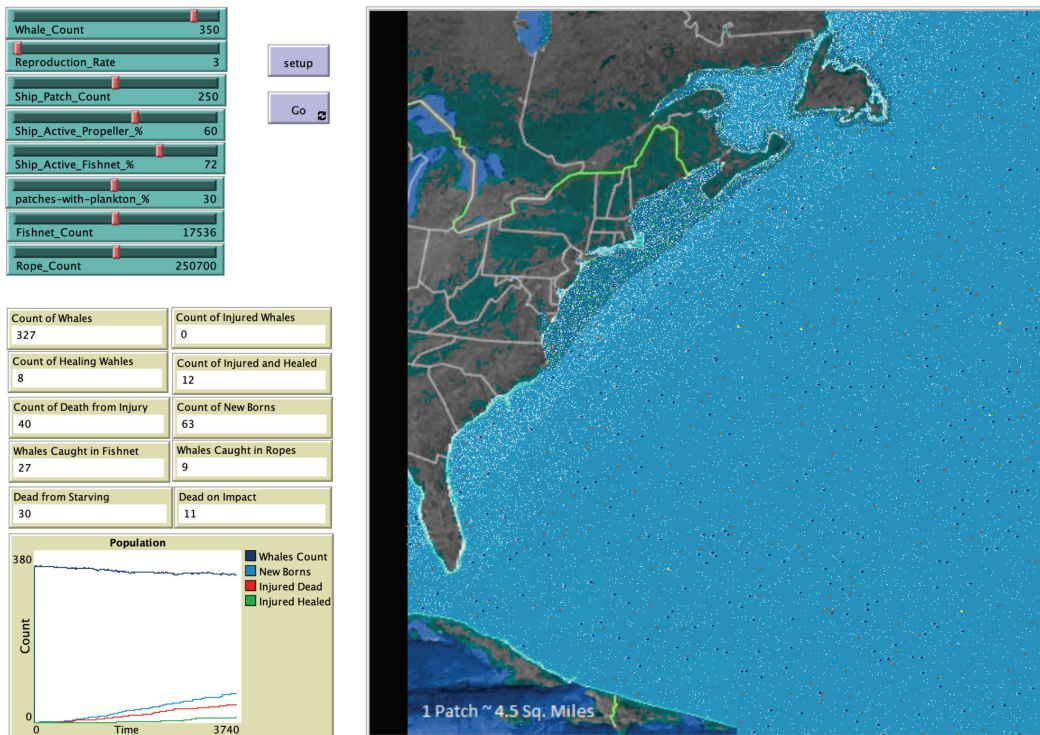 Whale_Count 350
Reproduction_Rate 3
Ship_Patch_Count 250
Ship_Active_Propeller_% 60
Ship_Active_Fishnet_% 72
patches-with-plankton_% 30
Fishnet_Count 17536
Rope_Count 250700
setup
Go
Count of Whales
327
Count of Injured Whales
0
Count of Healing Wahles
8
Count of Injured and Healed
12
Count of Death from Injury
40
Count of New Borns
63
Whales Caught in Fishnet
27
Whales Caught in Ropes
9
Dead from Starving
30
Dead on Impact
11
Population
380
Count
0
0
Time
3740
Whales Count
New Borns
Injured Dead
Injured Healed
1 Patch ~ 4.5 Sq. Miles